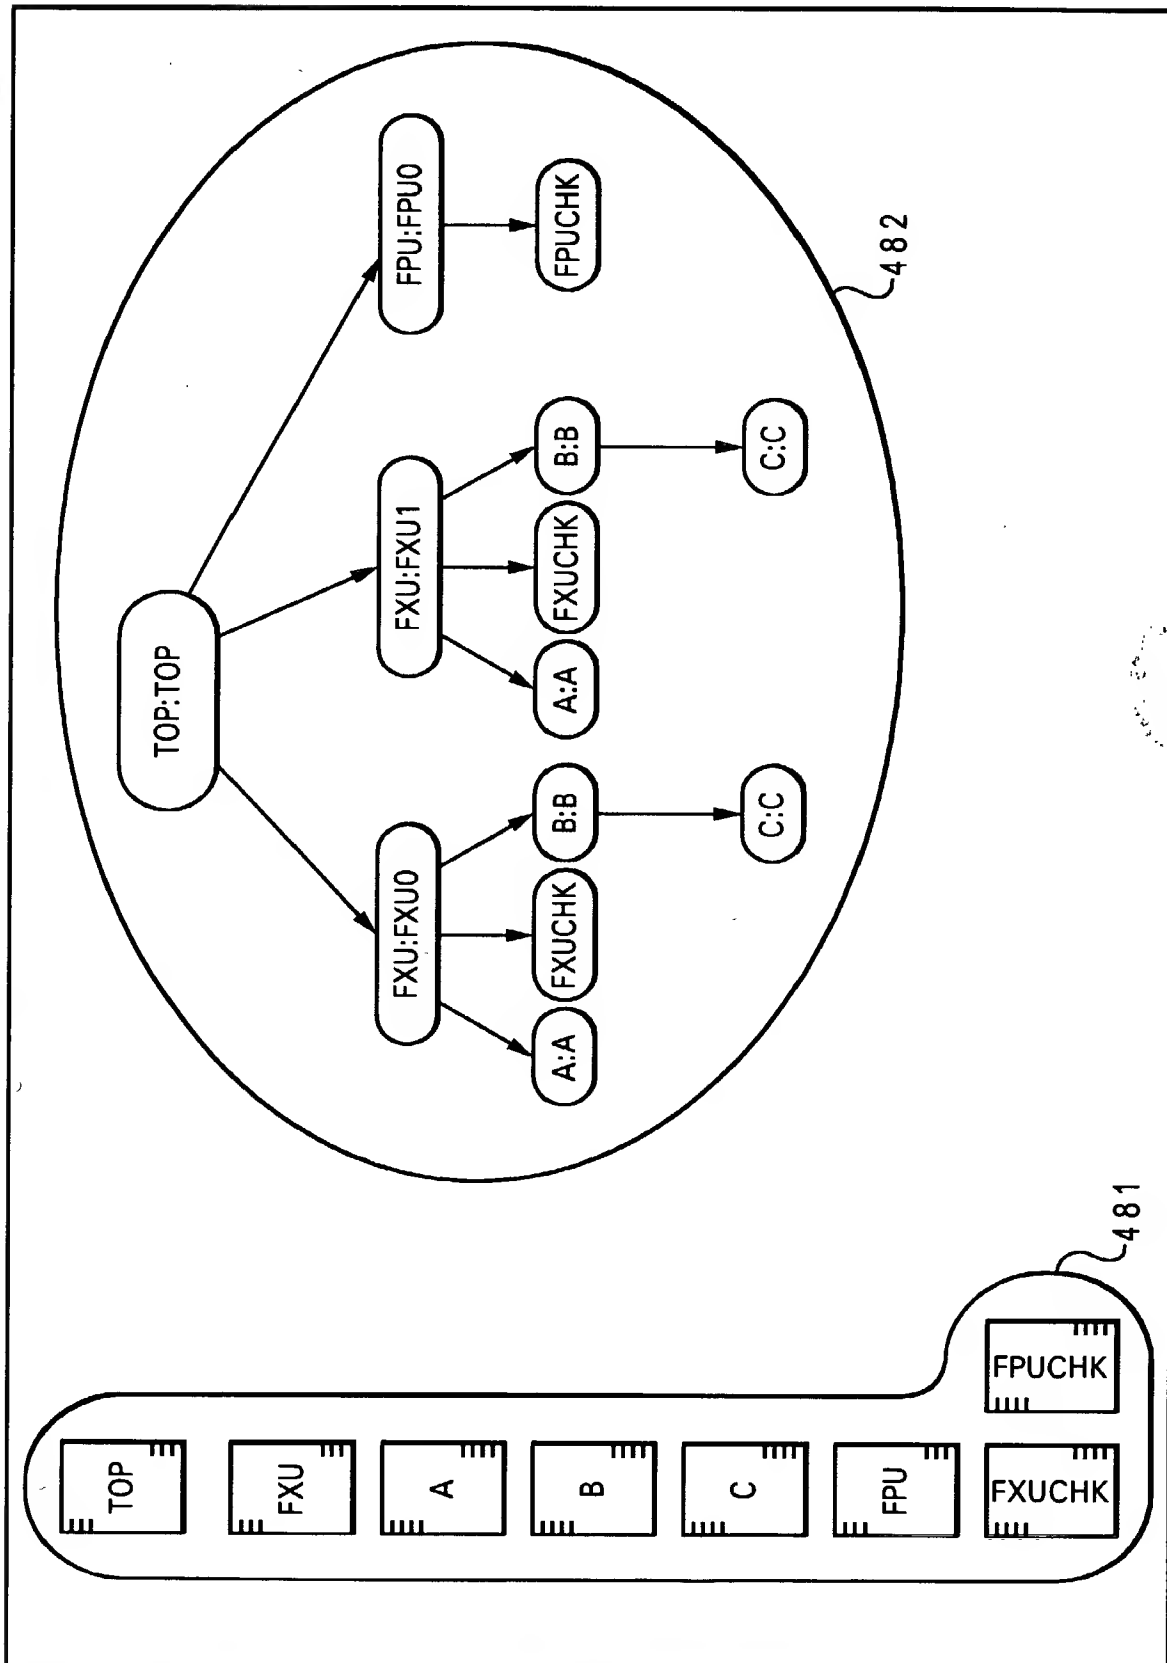 TOP
FXU
A
B
C
FPU
FXUCHK
FPUCHK
481
TOP:TOP
FXU:FXU0
FXU:FXU1
FPU:FPU0
A:A
FXUCHK
B:B
A:A
FXUCHK
B:B
FPUCHK
C:C
C:C
482